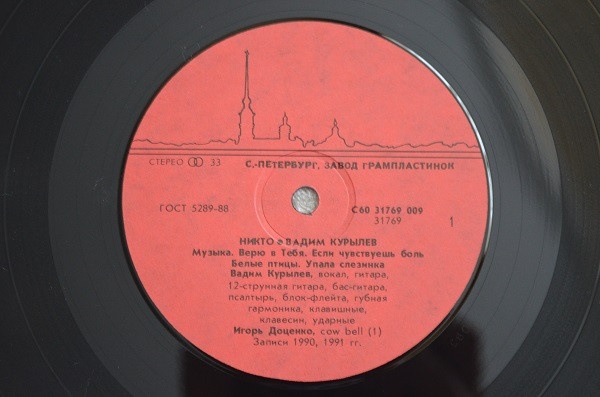 СТЕРЕО 33
С.-ПЕТЕРБУРГ. ЗАВОД ГРАМПЛАСТИНОК
ГОСТ 5289-88
С60 31769 009
31769
1
НИКТО • ВАДИМ КУРЫЛЕВ
Музыка. Верю в Тебя. Если чувствуешь боль
Белые птицы. Упала слезинка
Вадим Курылев, вокал, гитара,
12-струнная гитара, бас-гитара,
псалтырь, блок-флейта, губная
гармоника, клавишные,
клавесин, ударные
Игорь Доценко, cow bell (1)
Записи 1990, 1991 гг.